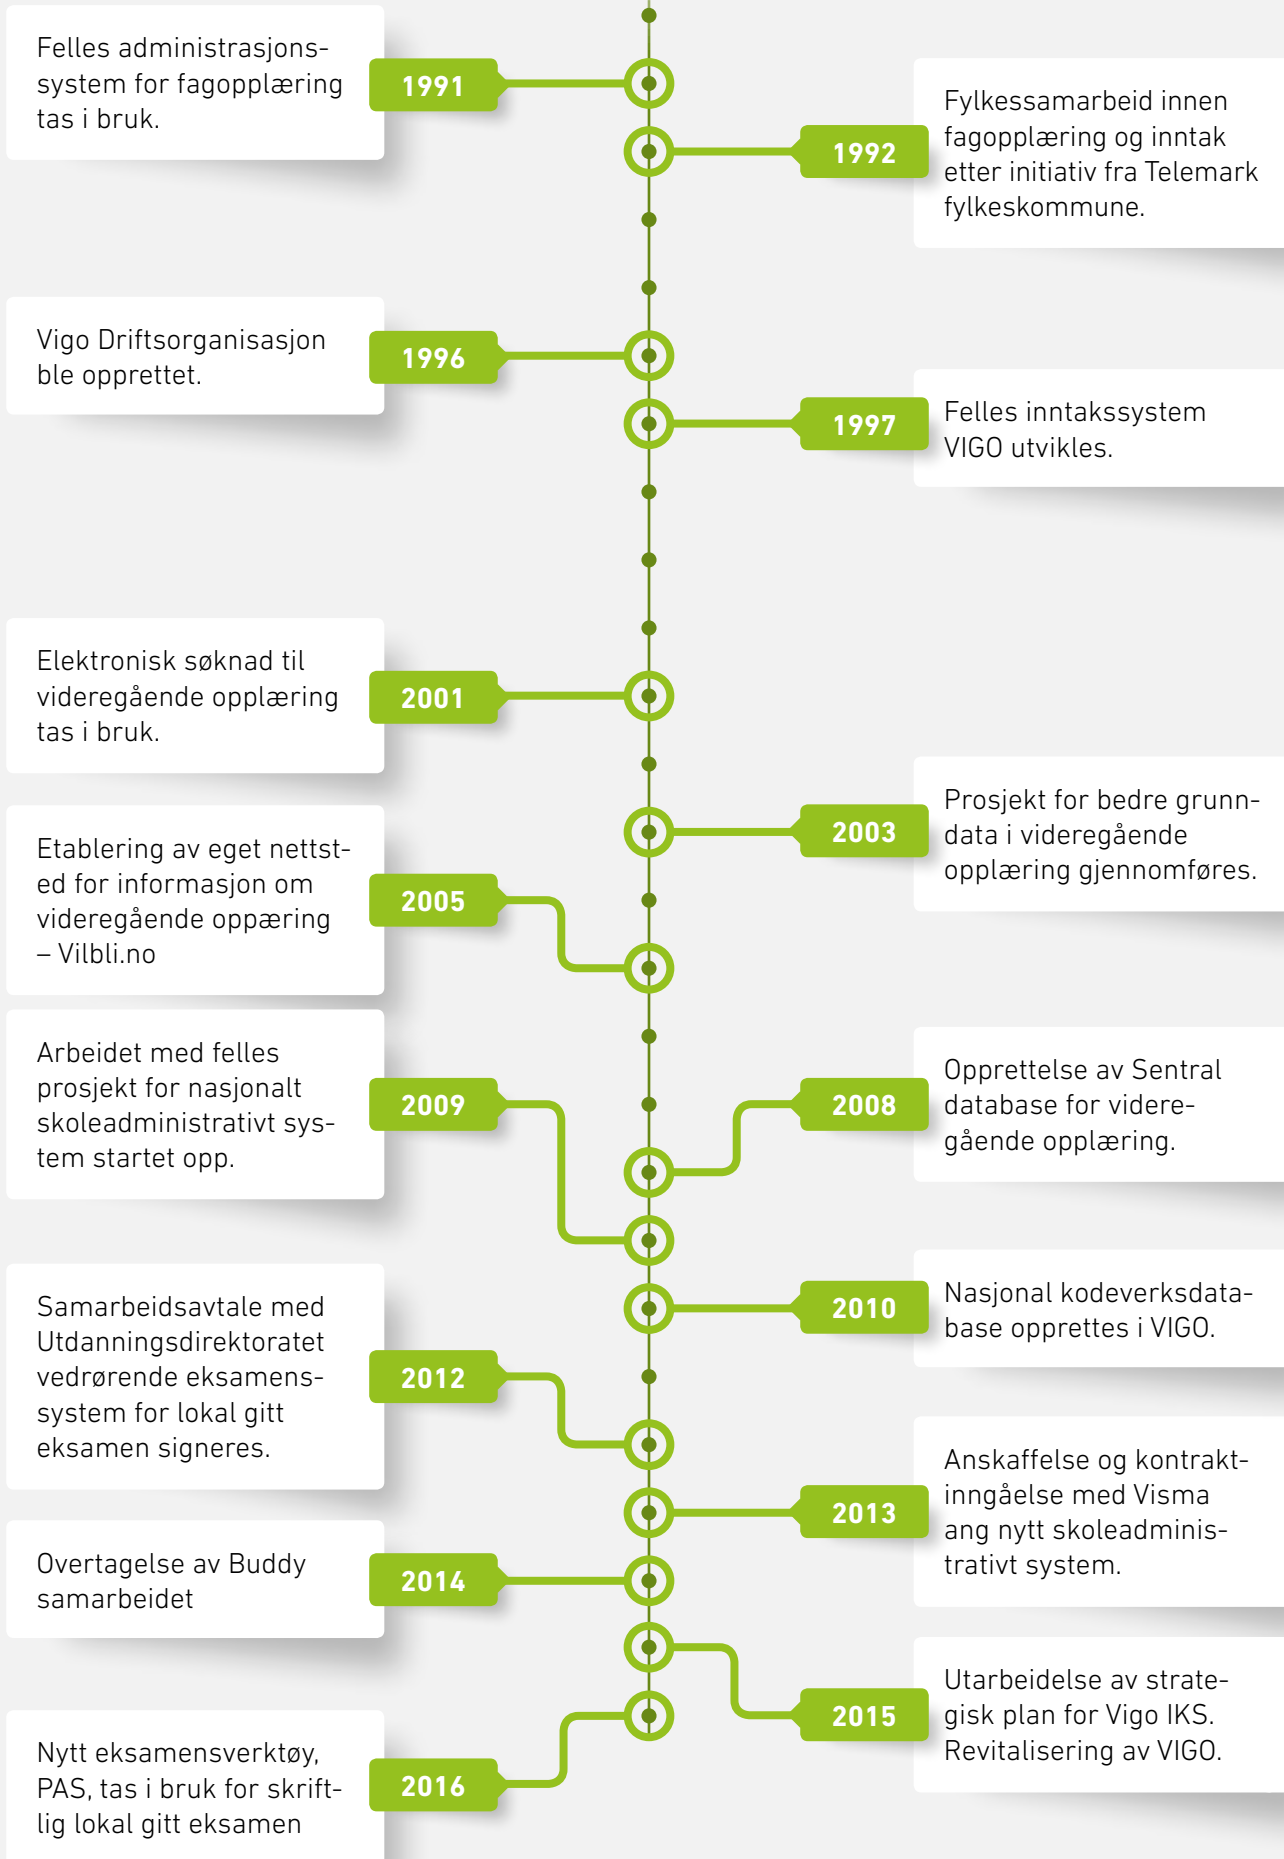 Felles administrasjons-
system for fagopplæring
tas i bruk.
1991
1992
Fylkessamarbeid innen
fagopplæring og inntak
etter initiativ fra Telemark
fylkeskommune.
Vigo Driftsorganisasjon
ble opprettet.
1996
1997
Felles inntakssystem
VIGO utvikles.
Elektronisk søknad til
videregående opplæring
tas i bruk.
2001
2003
Prosjekt for bedre grunn-
data i videregående
opplæring gjennomføres.
Etablering av eget nettst-
ed for informasjon om
videregående oppæring
– Vilbli.no
2005
2008
Opprettelse av Sentral
database for videre-
gående opplæring.
Arbeidet med felles
prosjekt for nasjonalt
skoleadministrativt sys-
tem startet opp.
2009
2010
Nasjonal kodeverksdata-
base opprettes i VIGO.
Samarbeidsavtale med
Utdanningsdirektoratet
vedrørende eksamens-
system for lokal gitt
eksamen signeres.
2012
2013
Anskaffelse og kontrakt-
inngåelse med Visma
ang nytt skoleadminis-
trativt system.
Overtagelse av Buddy
samarbeidet
2014
2015
Utarbeidelse av strate-
gisk plan for Vigo IKS.
Revitalisering av VIGO.
Nytt eksamensverktøy,
PAS, tas i bruk for skrift-
lig lokal gitt eksamen
2016